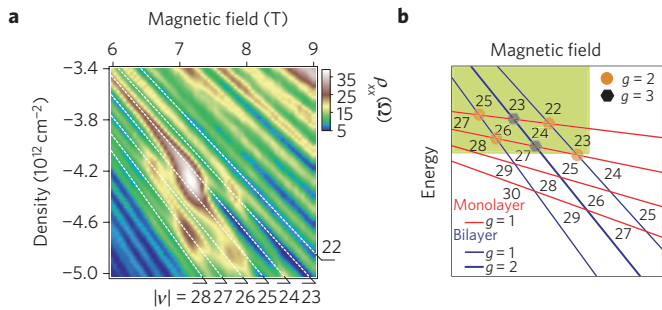 a
Magnetic field (T)
6 7 8 9
−3.4
−3.8
−4.2
−4.6
−5.0
Density (10¹² cm⁻²)
35
25
15
5
ρxx (Ω)
22
|ν| = 28 27 26 25 24 23
b
Magnetic field
Energy
g = 2
g = 3
25 23 22
27 26 24 23
28 27 25 24
29 28 26 25
30 29 27
Monolayer
g = 1
Bilayer
g = 1
g = 2